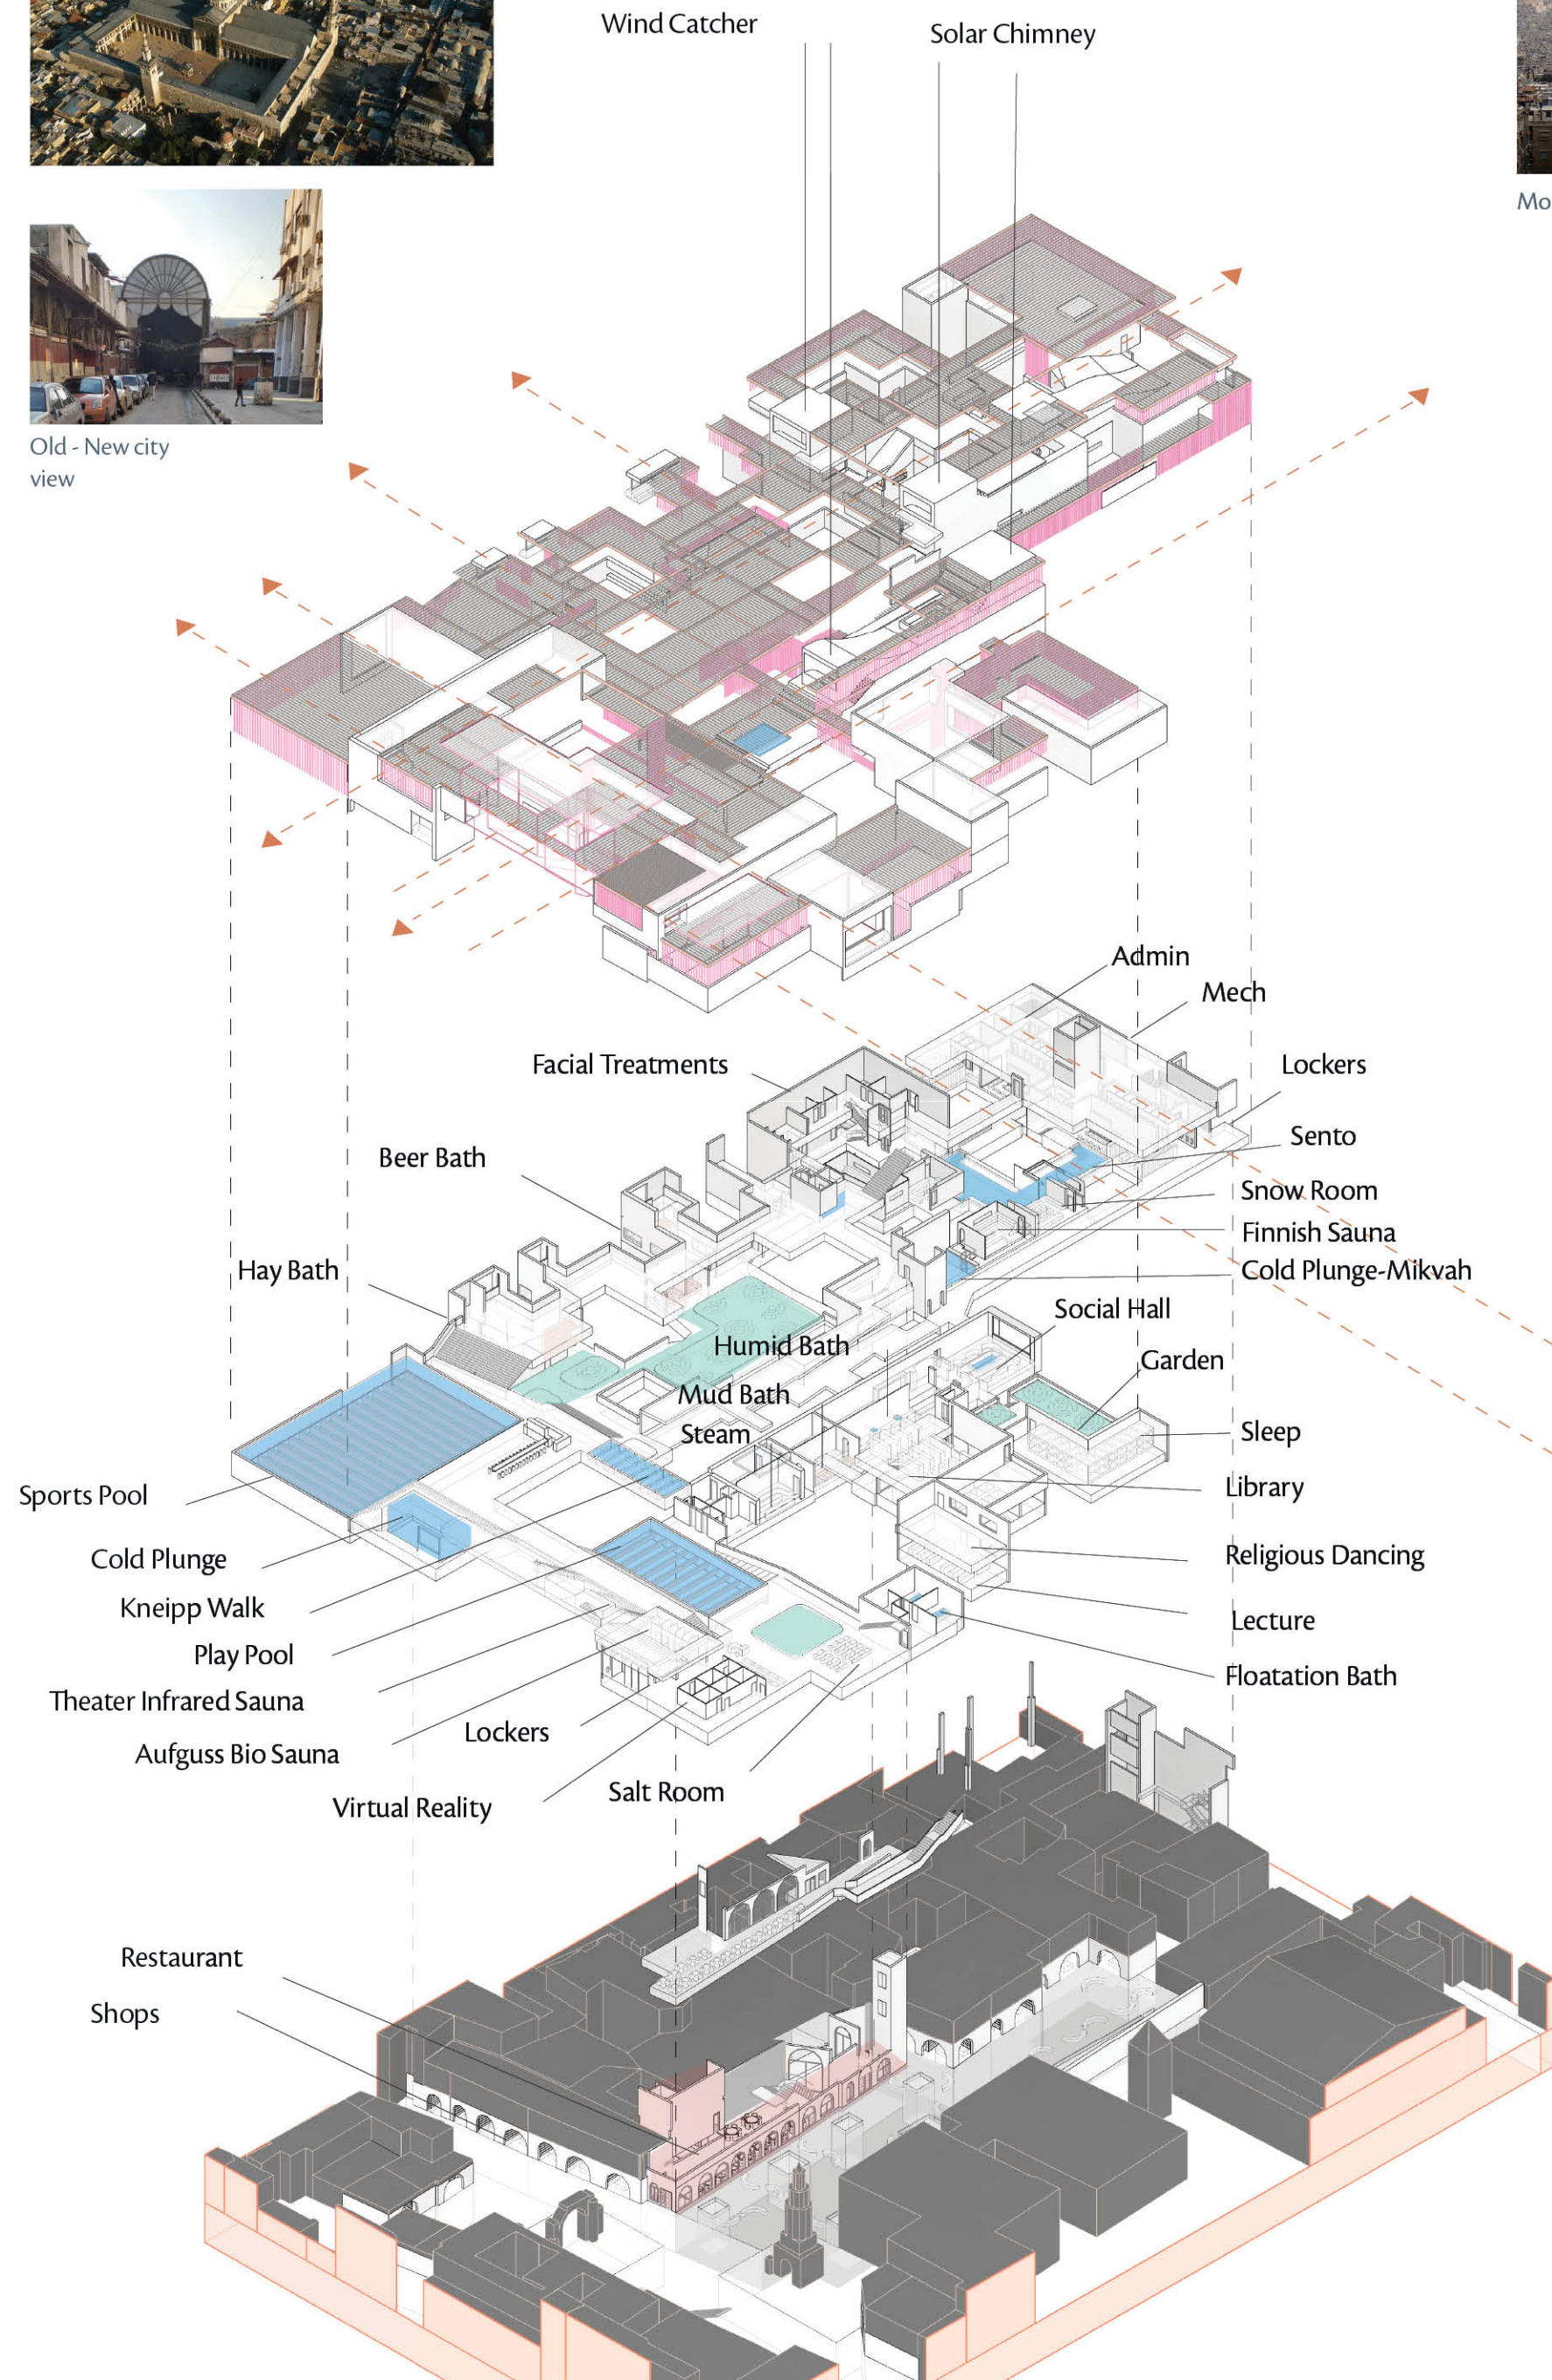 Wind Catcher
Solar Chimney
Mo
Old - New city
view
Admin
Mech
Facial Treatments
Lockers
Sento
Beer Bath
Snow Room
Finnish Sauna
Hay Bath
Cold Plunge-Mikvah
Social Hall
Humid Bath
Garden
Mud Bath
Steam
Sleep
Sports Pool
Library
Cold Plunge
Religious Dancing
Kneipp Walk
Lecture
Play Pool
Floatation Bath
Theater Infrared Sauna
Lockers
Aufguss Bio Sauna
Salt Room
Virtual Reality
Restaurant
Shops